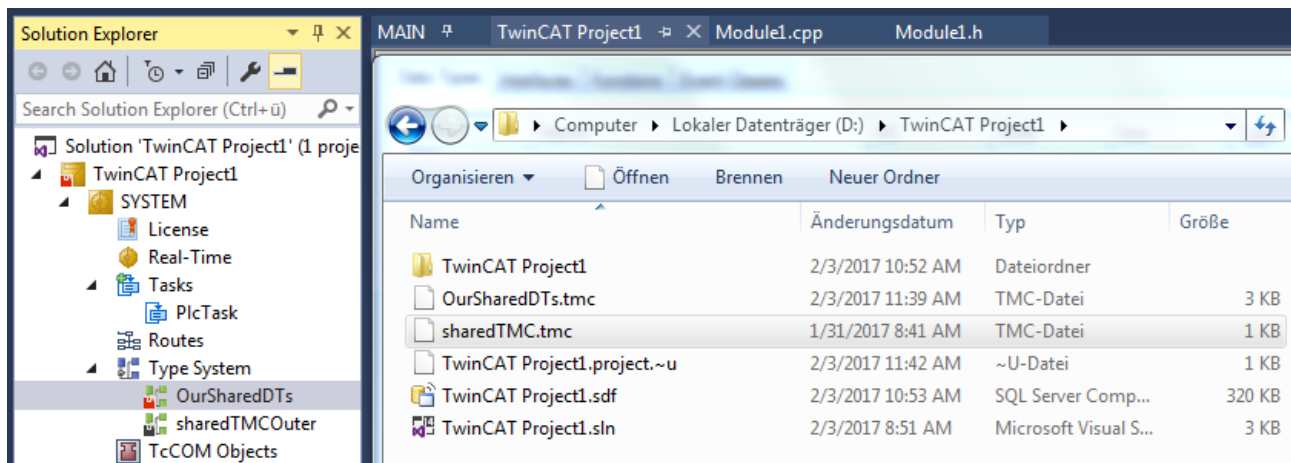 Solution Explorer
Search Solution Explorer (Ctrl+ü)
Solution 'TwinCAT Project1' (1 proje
TwinCAT Project1
SYSTEM
License
Real-Time
Tasks
PlcTask
Routes
Type System
OurSharedDTs
sharedTMCOuter
TcCOM Objects
MAIN TwinCAT Project1 Module1.cpp Module1.h
Computer Lokaler Datenträger (D:) TwinCAT Project1
Organisieren Öffnen Brennen Neuer Ordner
Name Änderungsdatum Typ Größe
TwinCAT Project1 2/3/2017 10:52 AM Dateiordner
OurSharedDTs.tmc 2/3/2017 11:39 AM TMC-Datei 3 KB
sharedTMC.tmc 1/31/2017 8:41 AM TMC-Datei 1 KB
TwinCAT Project1.project.~u 2/3/2017 11:42 AM ~U-Datei 1 KB
TwinCAT Project1.sdf 2/3/2017 10:53 AM SQL Server Comp... 320 KB
TwinCAT Project1.sln 2/3/2017 8:51 AM Microsoft Visual S... 3 KB